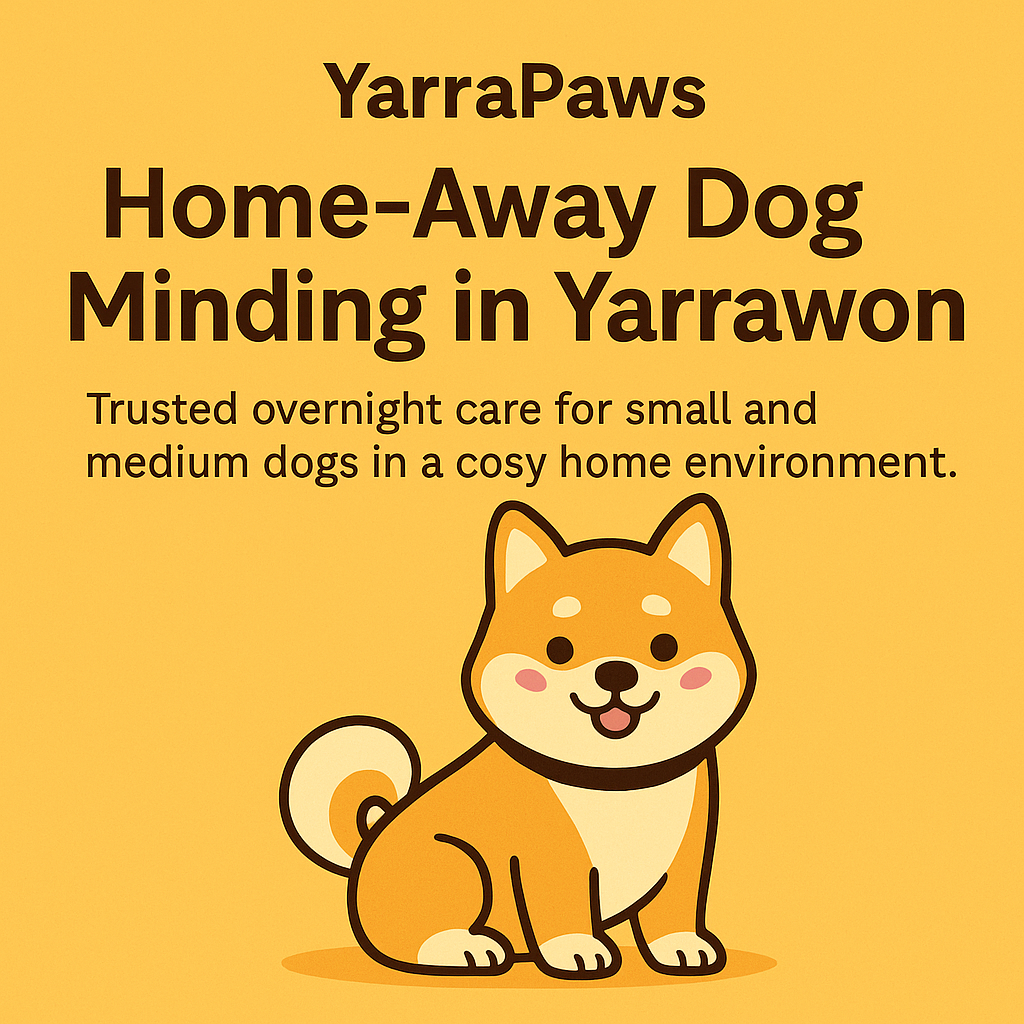 YarraPaws
Home-Away Dog
Minding in Yarrawon
Trusted overnight care for small and
medium dogs in a cosy home environment.